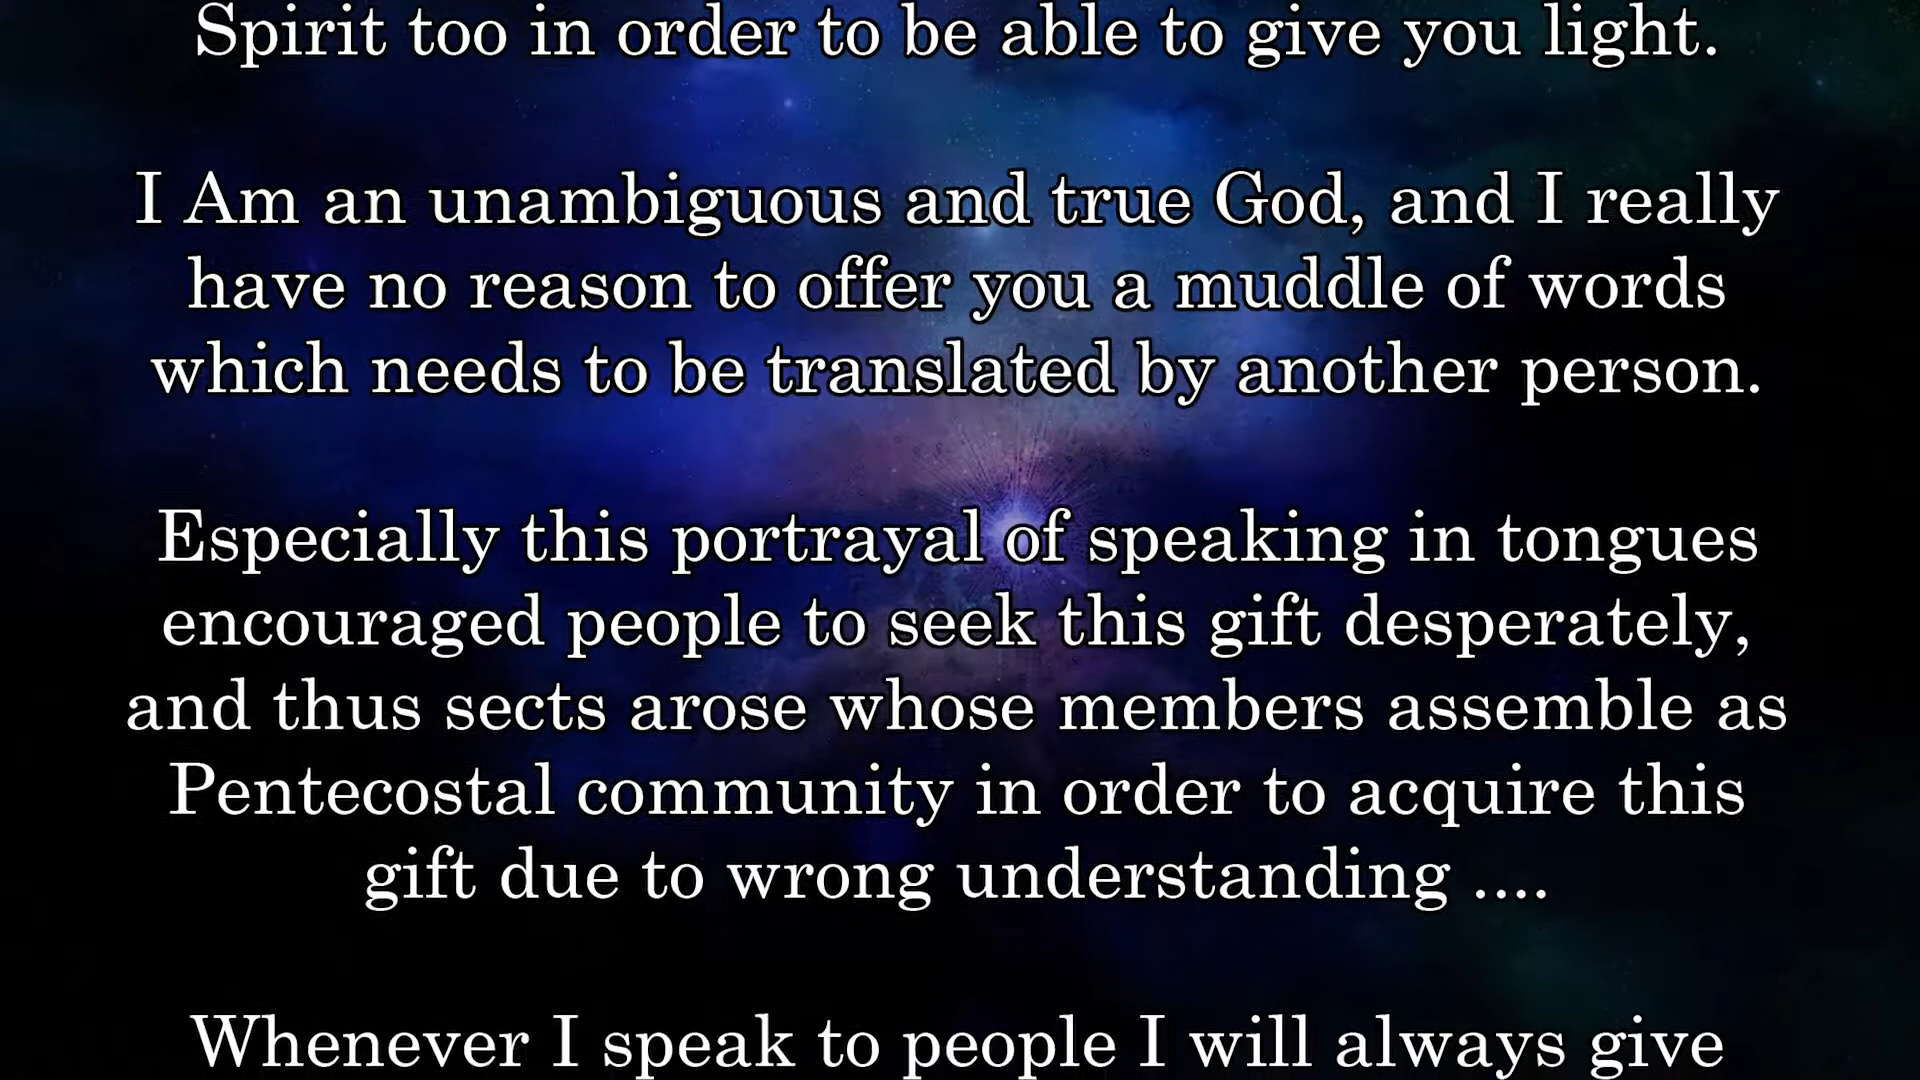 Spirit too in order to be able to give you light.
I Am an unambiguous and true God, and I really
have no reason to offer you a muddle of words
which needs to be translated by another person.
Especially this portrayal of speaking in tongues
encouraged people to seek this gift desperately,
and thus sects arose whose members assemble as
Pentecostal community in order to acquire this
gift due to wrong understanding ....
Whenever I speak to people I will always give